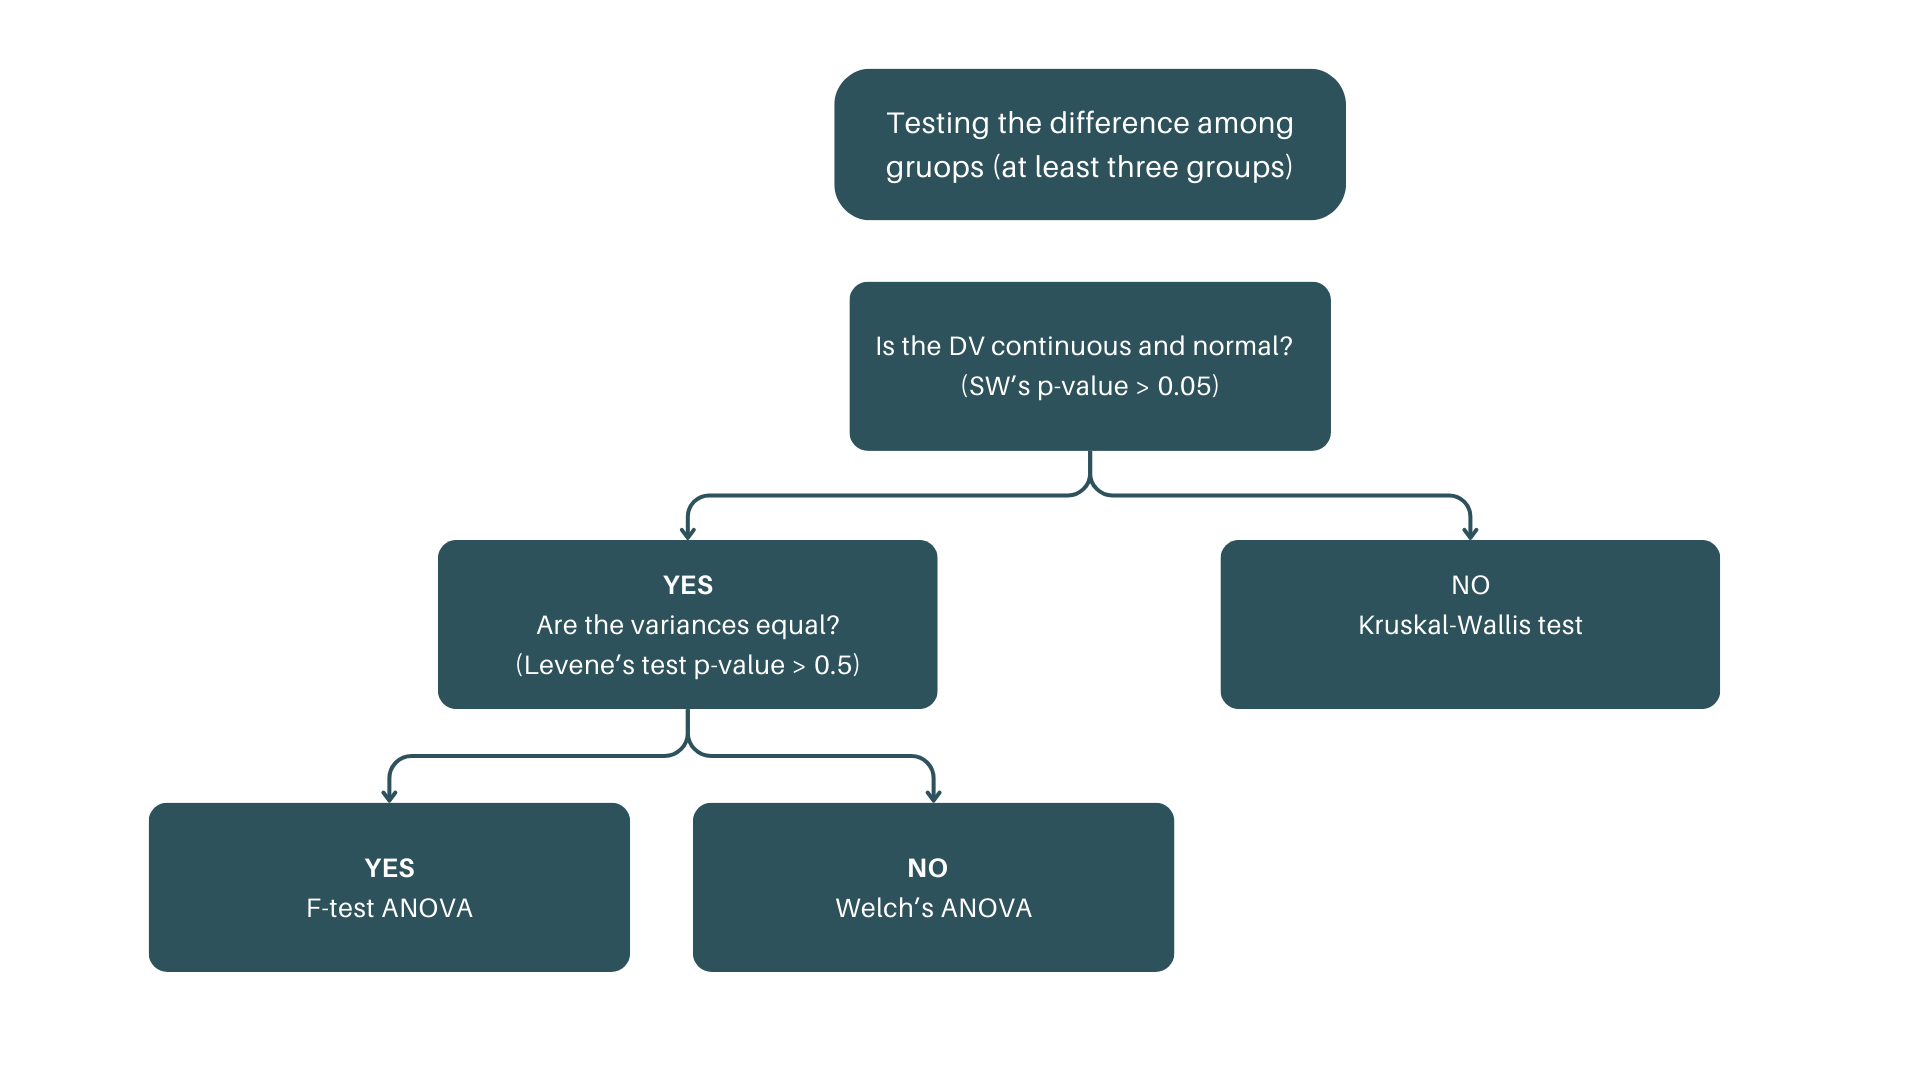 Testing the difference among
gruops (at least three groups)
Is the DV continuous and normal?
(SW’s p-value > 0.05)
YES
Are the variances equal?
(Levene’s test p-value > 0.5)
NO
Kruskal-Wallis test
YES
F-test ANOVA
NO
Welch’s ANOVA